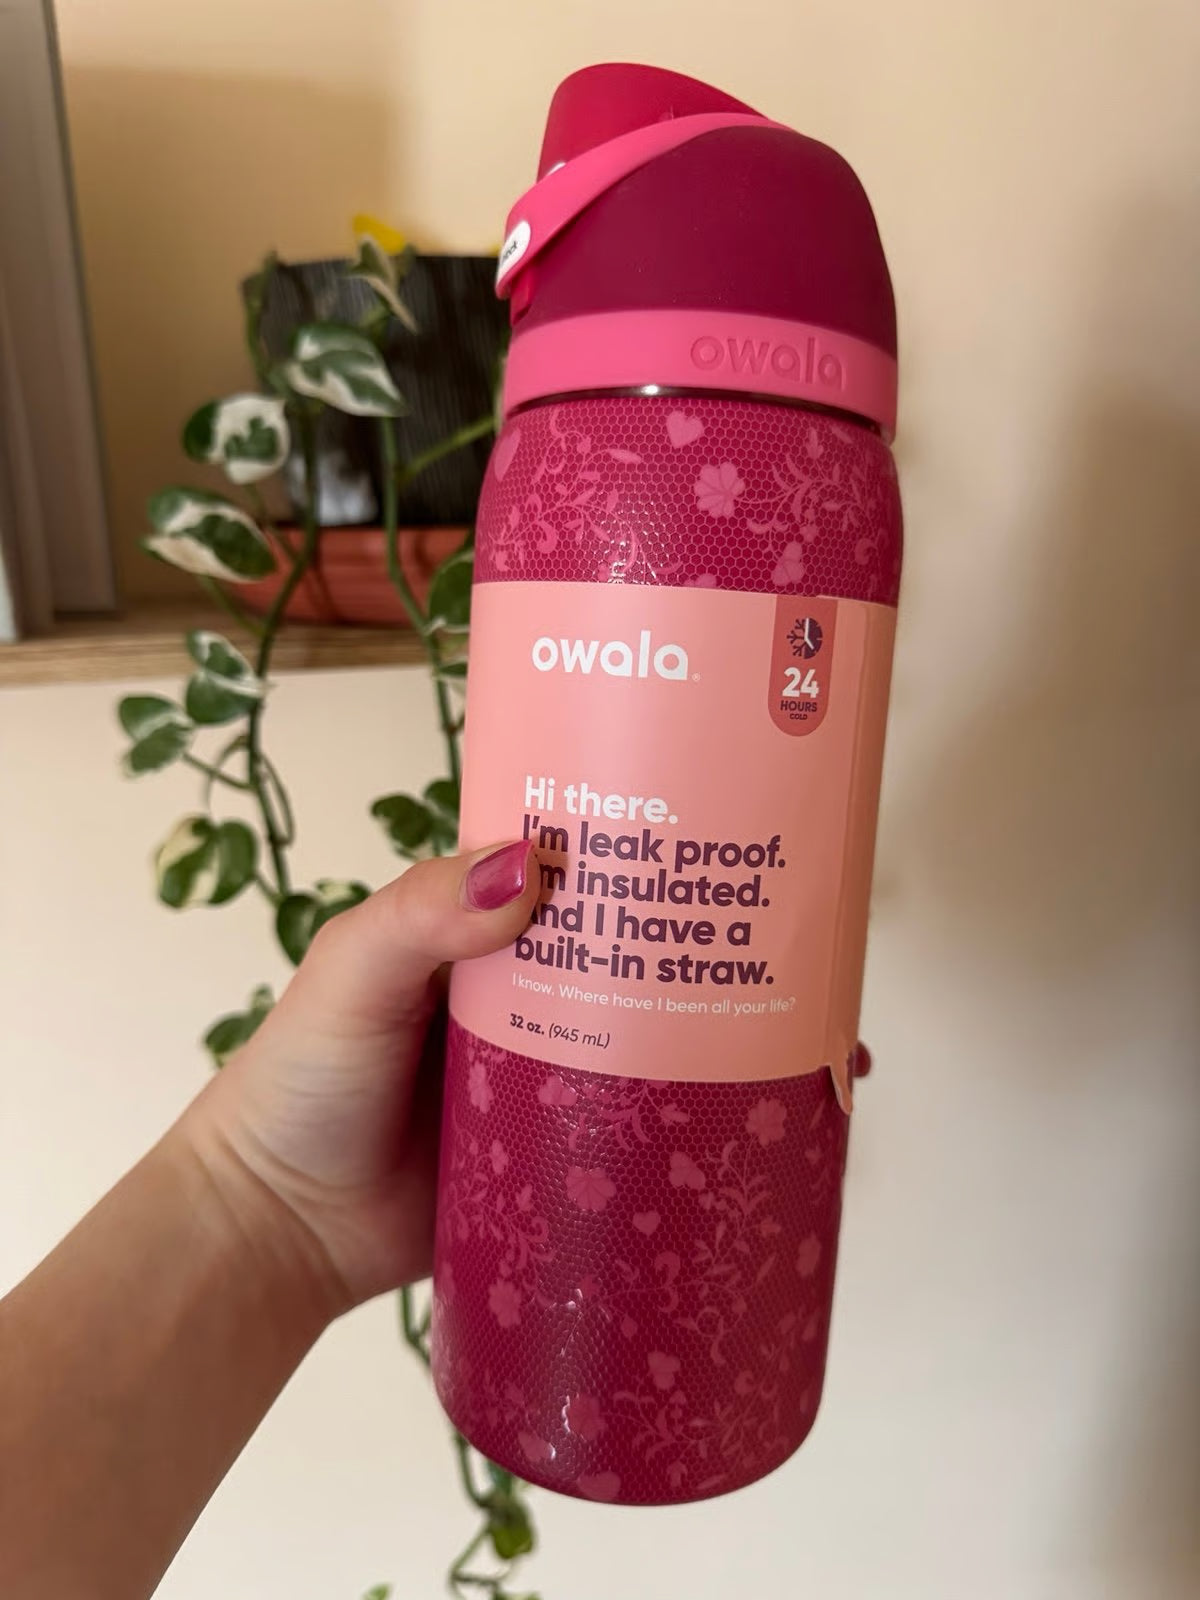 owala
owala®
24
HOURS
COLD
Hi there.
I'm leak proof.
I'm insulated.
And I have a
built-in straw.
I know. Where have I been all your life?
32 oz. (945 mL)